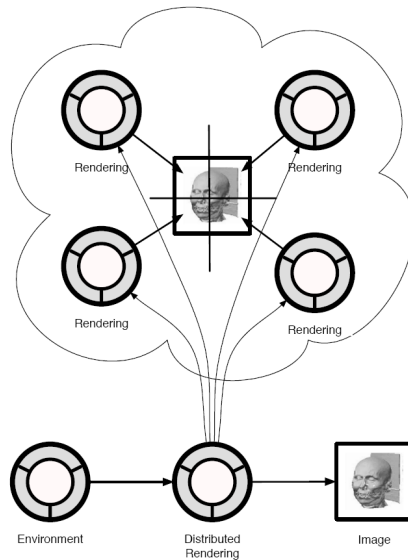 Rendering
Rendering
Rendering
Rendering
Environment
Distributed
Rendering
Image